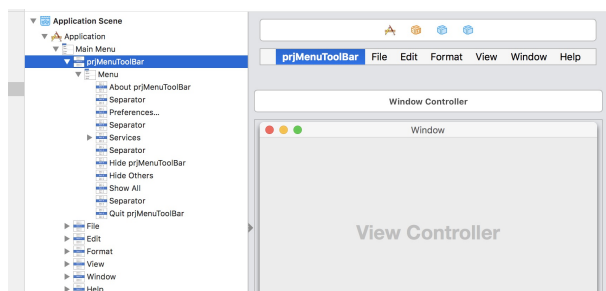 Application Scene
Application
Main Menu
prjMenuToolBar
Menu
About prjMenuToolBar
Separator
Preferences...
Separator
Services
Separator
Hide prjMenuToolBar
Hide Others
Show All
Separator
Quit prjMenuToolBar
File
Edit
Format
View
Window
Help
prjMenuToolBar File Edit Format View Window Help
Window Controller
Window
View Controller